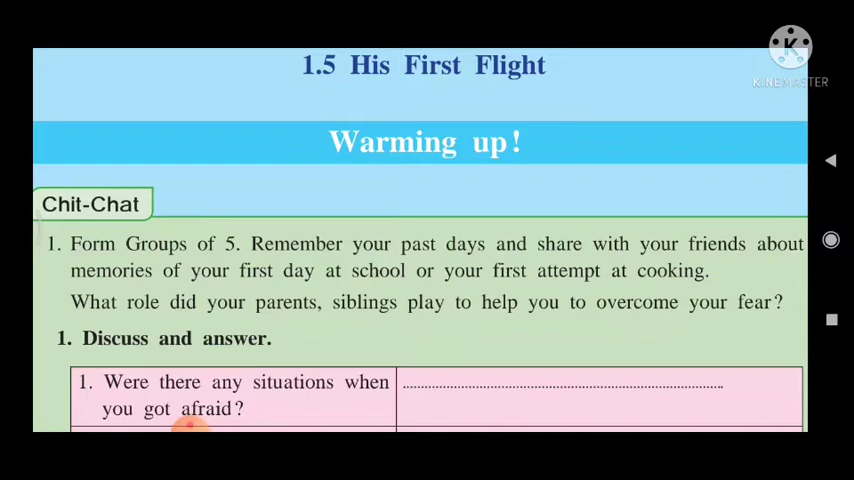 1.5 His First Flight
K
KINEMASTER
Warming up!
Chit-Chat
1. Form Groups of 5. Remember your past days and share with your friends about
memories of your first day at school or your first attempt at cooking.
What role did your parents, siblings play to help you to overcome your fear?
1. Discuss and answer.
1. Were there any situations when ................................................................................
you got afraid?